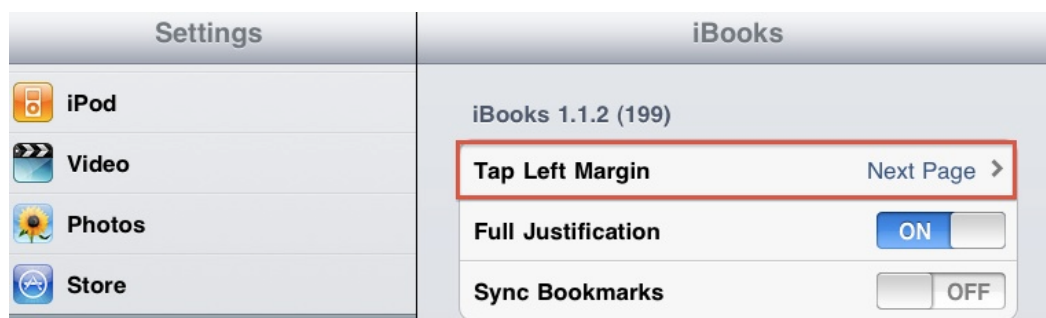 Settings
iPod
Video
Photos
Store
iBooks
iBooks 1.1.2 (199)
Tap Left Margin Next Page
Full Justification ON
Sync Bookmarks OFF